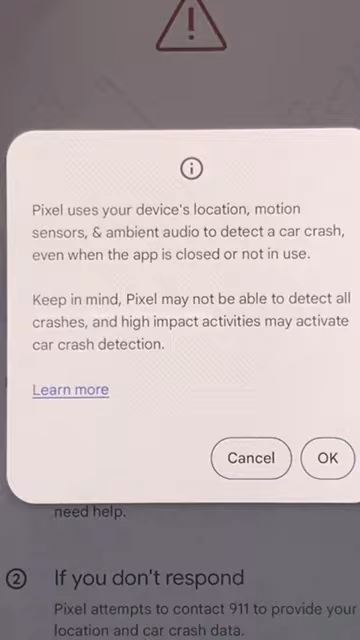 Pixel uses your device's location, motion
sensors, & ambient audio to detect a car crash,
even when the app is closed or not in use.
Keep in mind, Pixel may not be able to detect all
crashes, and high impact activities may activate
car crash detection.
Learn more
Cancel
OK
need help.
2
If you don't respond
Pixel attempts to contact 911 to provide your
location and car crash data.